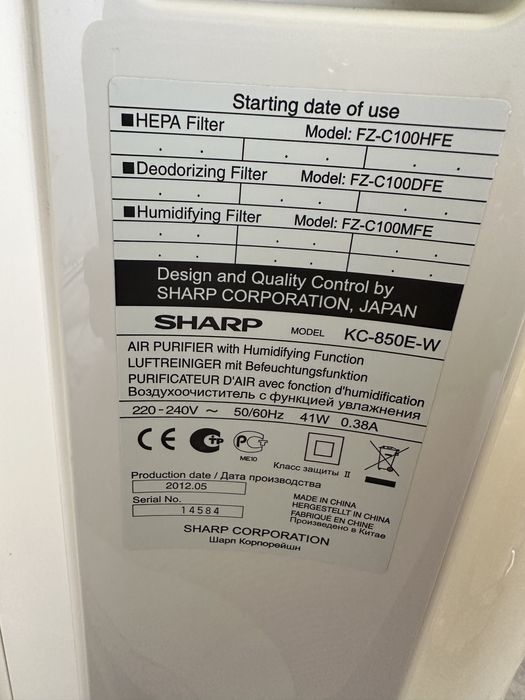 Starting date of use
■HEPA Filter Model: FZ-C100HFE
. . . . . .
■Deodorizing Filter Model: FZ-C100DFE
. . . . . .
■Humidifying Filter Model: FZ-C100MFE
. . . . . .
. . . . . .
Design and Quality Control by
SHARP CORPORATION, JAPAN
SHARP MODEL KC-850E-W
AIR PURIFIER with Humidifying Function
LUFTREINIGER mit Befeuchtungsfunktion
PURIFICATEUR D'AIR avec fonction d'humidification
Воздухоочиститель с функцией увлажнения
220-240V ~ 50/60Hz 41W 0.38A
CE
ME10
Класс защиты II
Production date / Дата производства
2012.05
Serial No.
14584
MADE IN CHINA
HERGESTELLT IN CHINA
FABRIQUÉ EN CHINE
Произведено в Китае
SHARP CORPORATION
Шарп Корпорейшн